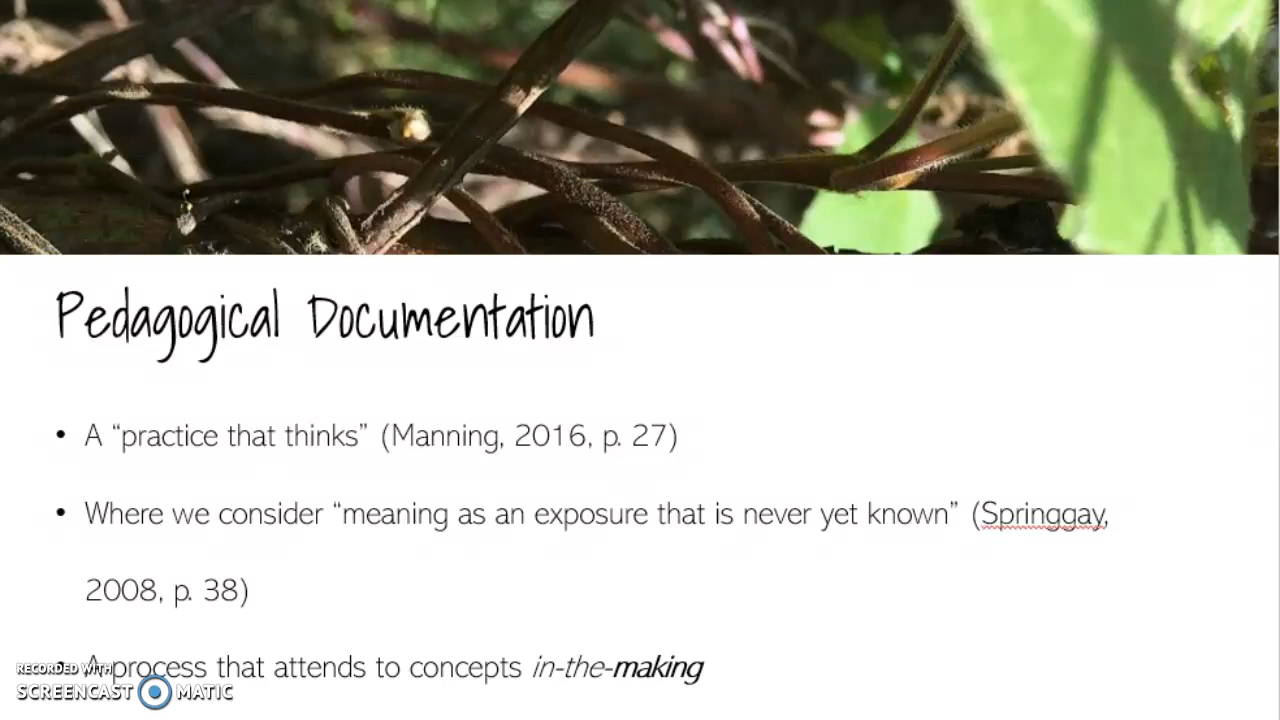 Pedagogical Documentation
• A “practice that thinks” (Manning, 2016, p. 27)
• Where we consider “meaning as an exposure that is never yet known” (Springgay,
2008, p. 38)
• A process that attends to concepts in-the-making
RECORDED WITH
SCREENCAST MATIC